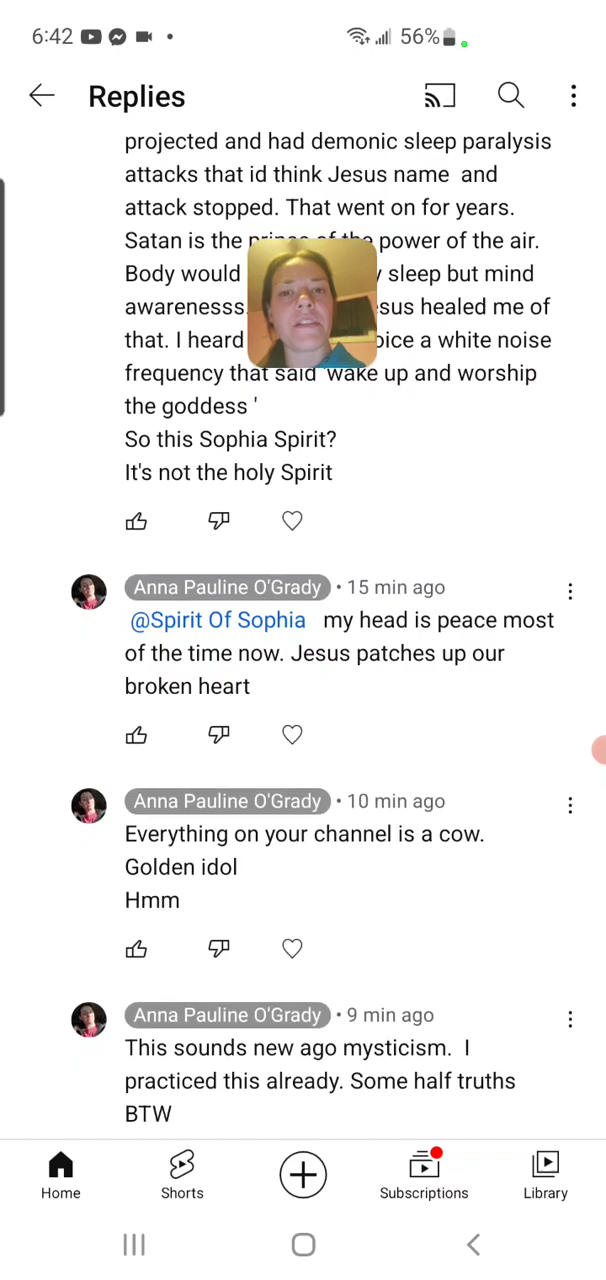 6:42
56%
Replies
projected and had demonic sleep paralysis
attacks that id think Jesus name and
attack stopped. That went on for years.
Satan is the prince of the power of the air.
Body would sleep but mind
awarenesss. esus healed me of
that. I heard oice a white noise
frequency that said 'wake up and worship
the goddess '
So this Sophia Spirit?
It's not the holy Spirit
Anna Pauline O'Grady • 15 min ago
@Spirit Of Sophia my head is peace most
of the time now. Jesus patches up our
broken heart
Anna Pauline O'Grady • 10 min ago
Everything on your channel is a cow.
Golden idol
Hmm
Anna Pauline O'Grady • 9 min ago
This sounds new ago mysticism. I
practiced this already. Some half truths
BTW
Home Shorts Subscriptions Library